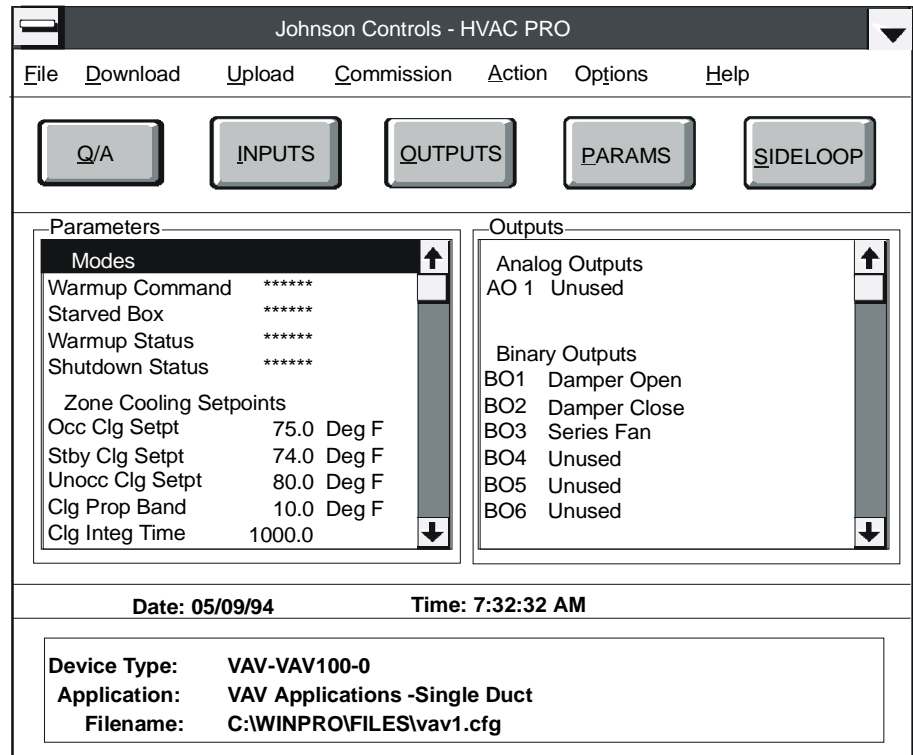 Johnson Controls - HVAC PRO
File Download Upload Commission Action Options Help
Q/A INPUTS OUTPUTS PARAMS SIDELOOP
Parameters
Modes
Warmup Command ******
Starved Box ******
Warmup Status ******
Shutdown Status ******
Zone Cooling Setpoints
Occ Clg Setpt 75.0 Deg F
Stby Clg Setpt 74.0 Deg F
Unocc Clg Setpt 80.0 Deg F
Clg Prop Band 10.0 Deg F
Clg Integ Time 1000.0
Outputs
Analog Outputs
AO 1 Unused
Binary Outputs
BO1 Damper Open
BO2 Damper Close
BO3 Series Fan
BO4 Unused
BO5 Unused
BO6 Unused
Date: 05/09/94 Time: 7:32:32 AM
Device Type: VAV-VAV100-0
Application: VAV Applications -Single Duct
Filename: C:\WINPRO\FILES\vav1.cfg